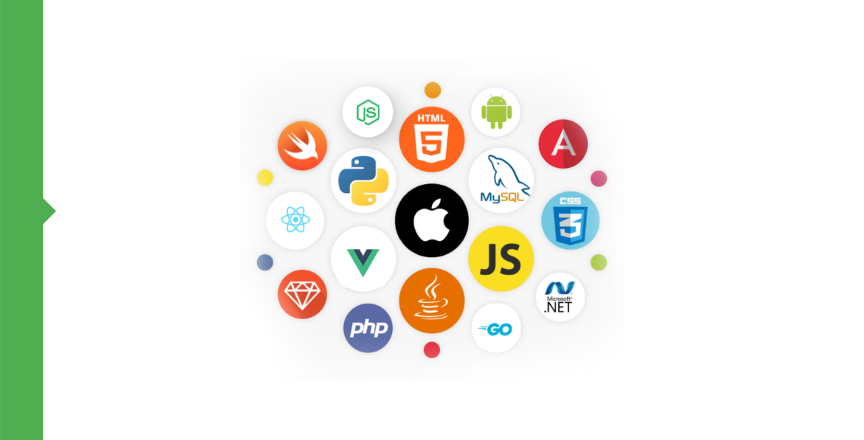 JS
HTML
5
A
MySQL
CSS
3
JS
Microsoft®
.NET
php
GO